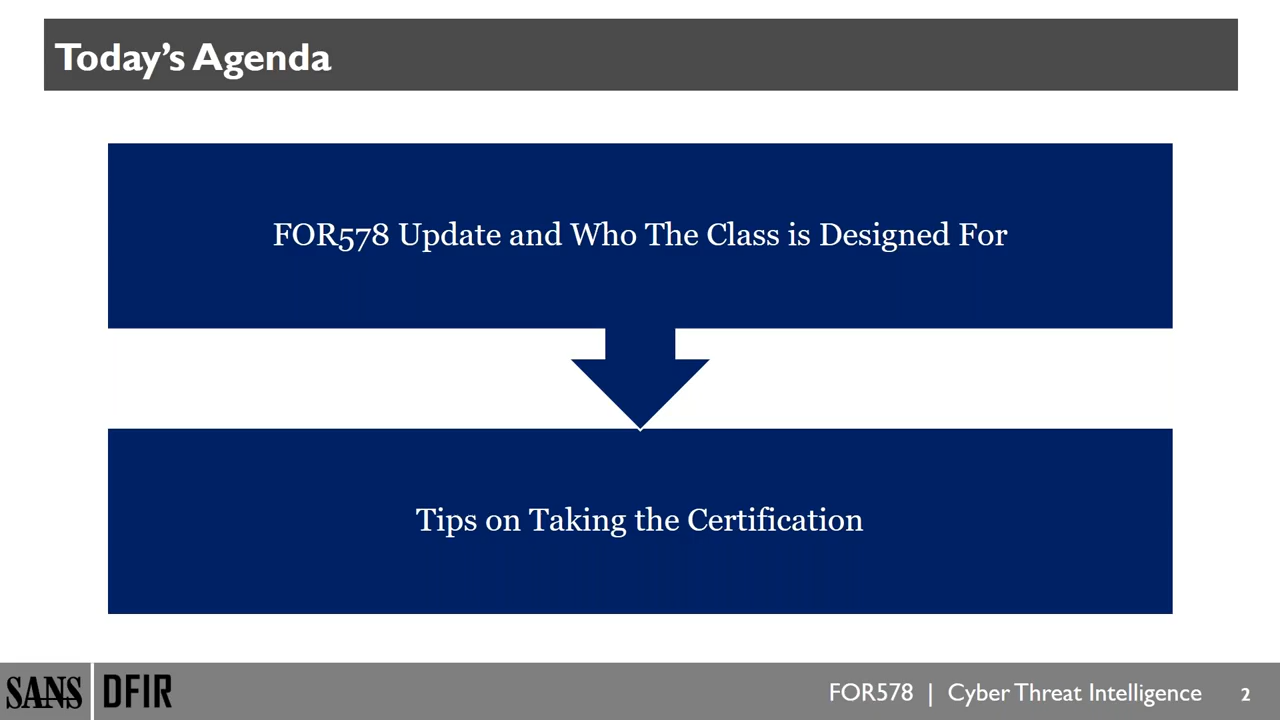 Today's Agenda
FOR578 Update and Who The Class is Designed For
Tips on Taking the Certification
SANS | DFIR
FOR578 | Cyber Threat Intelligence 2